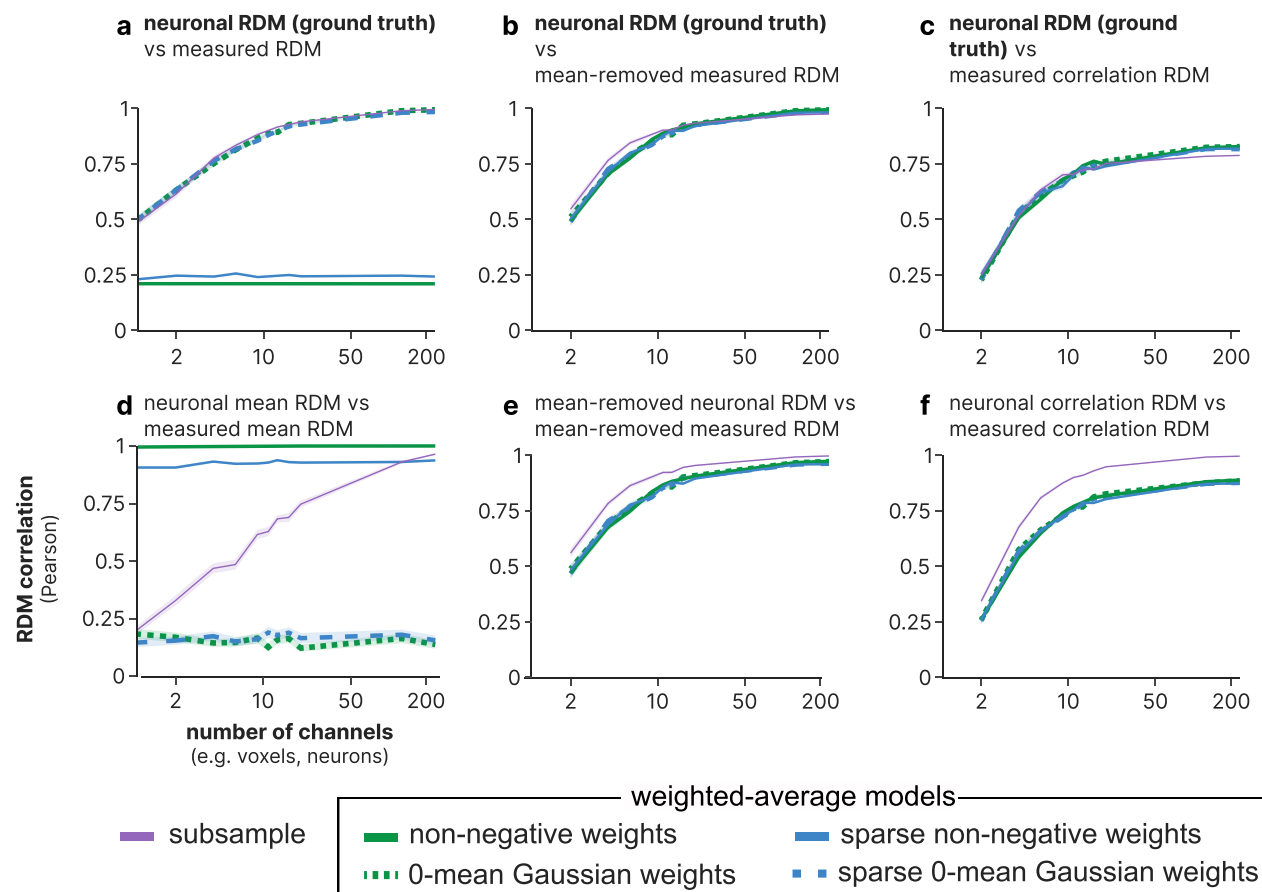 a neuronal RDM (ground truth)
vs measured RDM
1
0.75
0.5
0.25
0
2 10 50 200
b neuronal RDM (ground truth)
vs
mean-removed measured RDM
1
0.75
0.5
0.25
0
2 10 50 200
c neuronal RDM (ground
truth) vs
measured correlation RDM
1
0.75
0.5
0.25
0
2 10 50 200
d neuronal mean RDM vs
measured mean RDM
1
0.75
0.5
0.25
0
2 10 50 200
RDM correlation
(Pearson)
number of channels
(e.g. voxels, neurons)
e mean-removed neuronal RDM vs
mean-removed measured RDM
1
0.75
0.5
0.25
0
2 10 50 200
f neuronal correlation RDM vs
measured correlation RDM
1
0.75
0.5
0.25
0
2 10 50 200
weighted-average models
subsample
non-negative weights
sparse non-negative weights
0-mean Gaussian weights
sparse 0-mean Gaussian weights